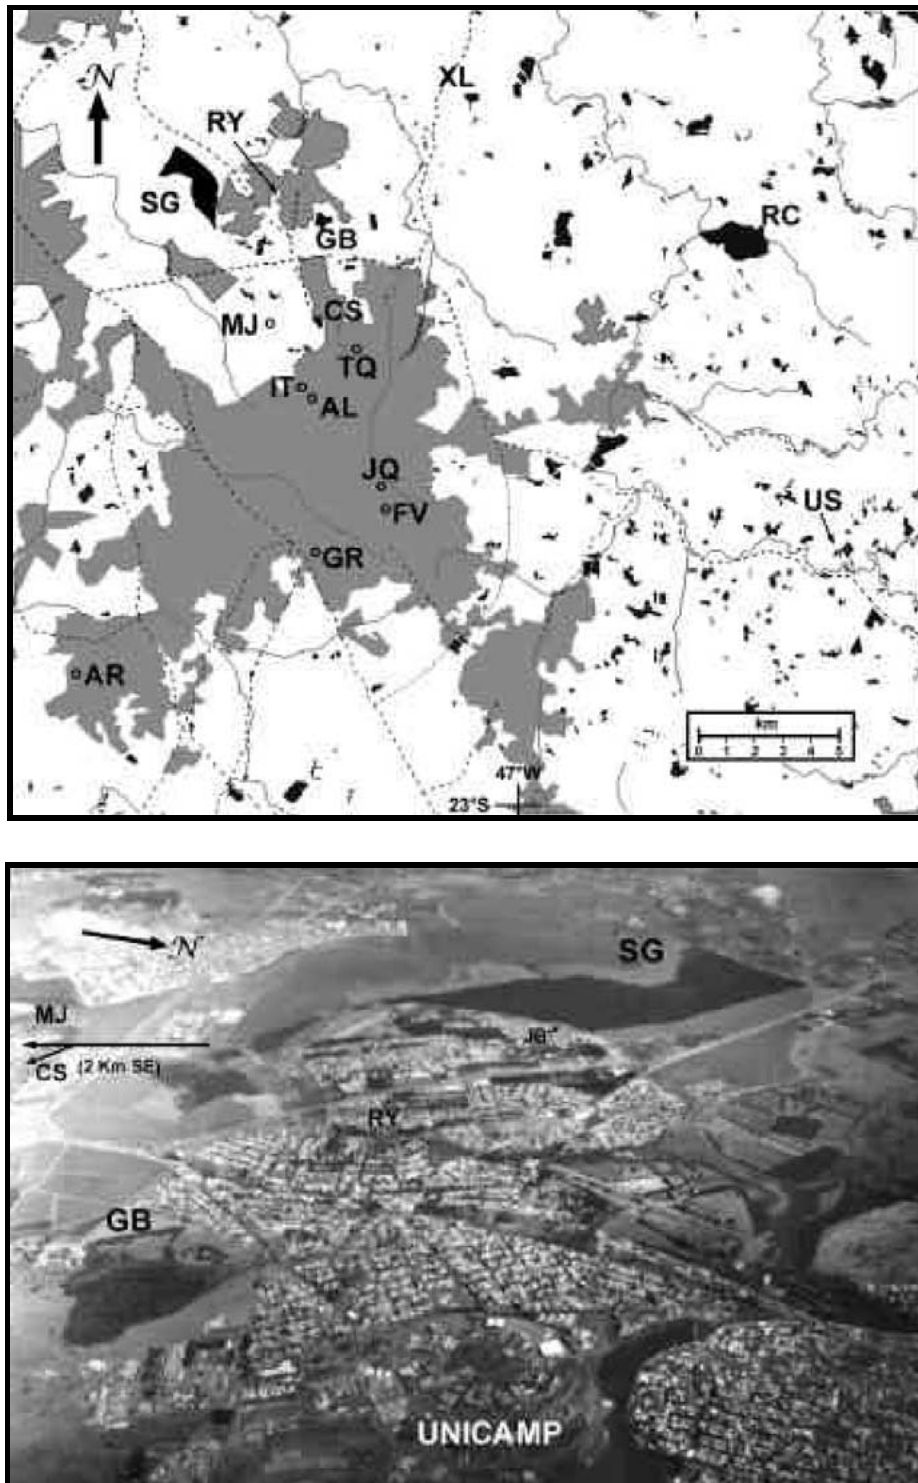 A
N
XL
RY
SG
RC
GB
CS
MJ
TQ
IT
AL
JQ
US
FV
GR
AR
km
0 1 2 3 4 5
47°W
23°S
SG
N
MJ
CS (2 Km SE)
RY
GB
UNICAMP